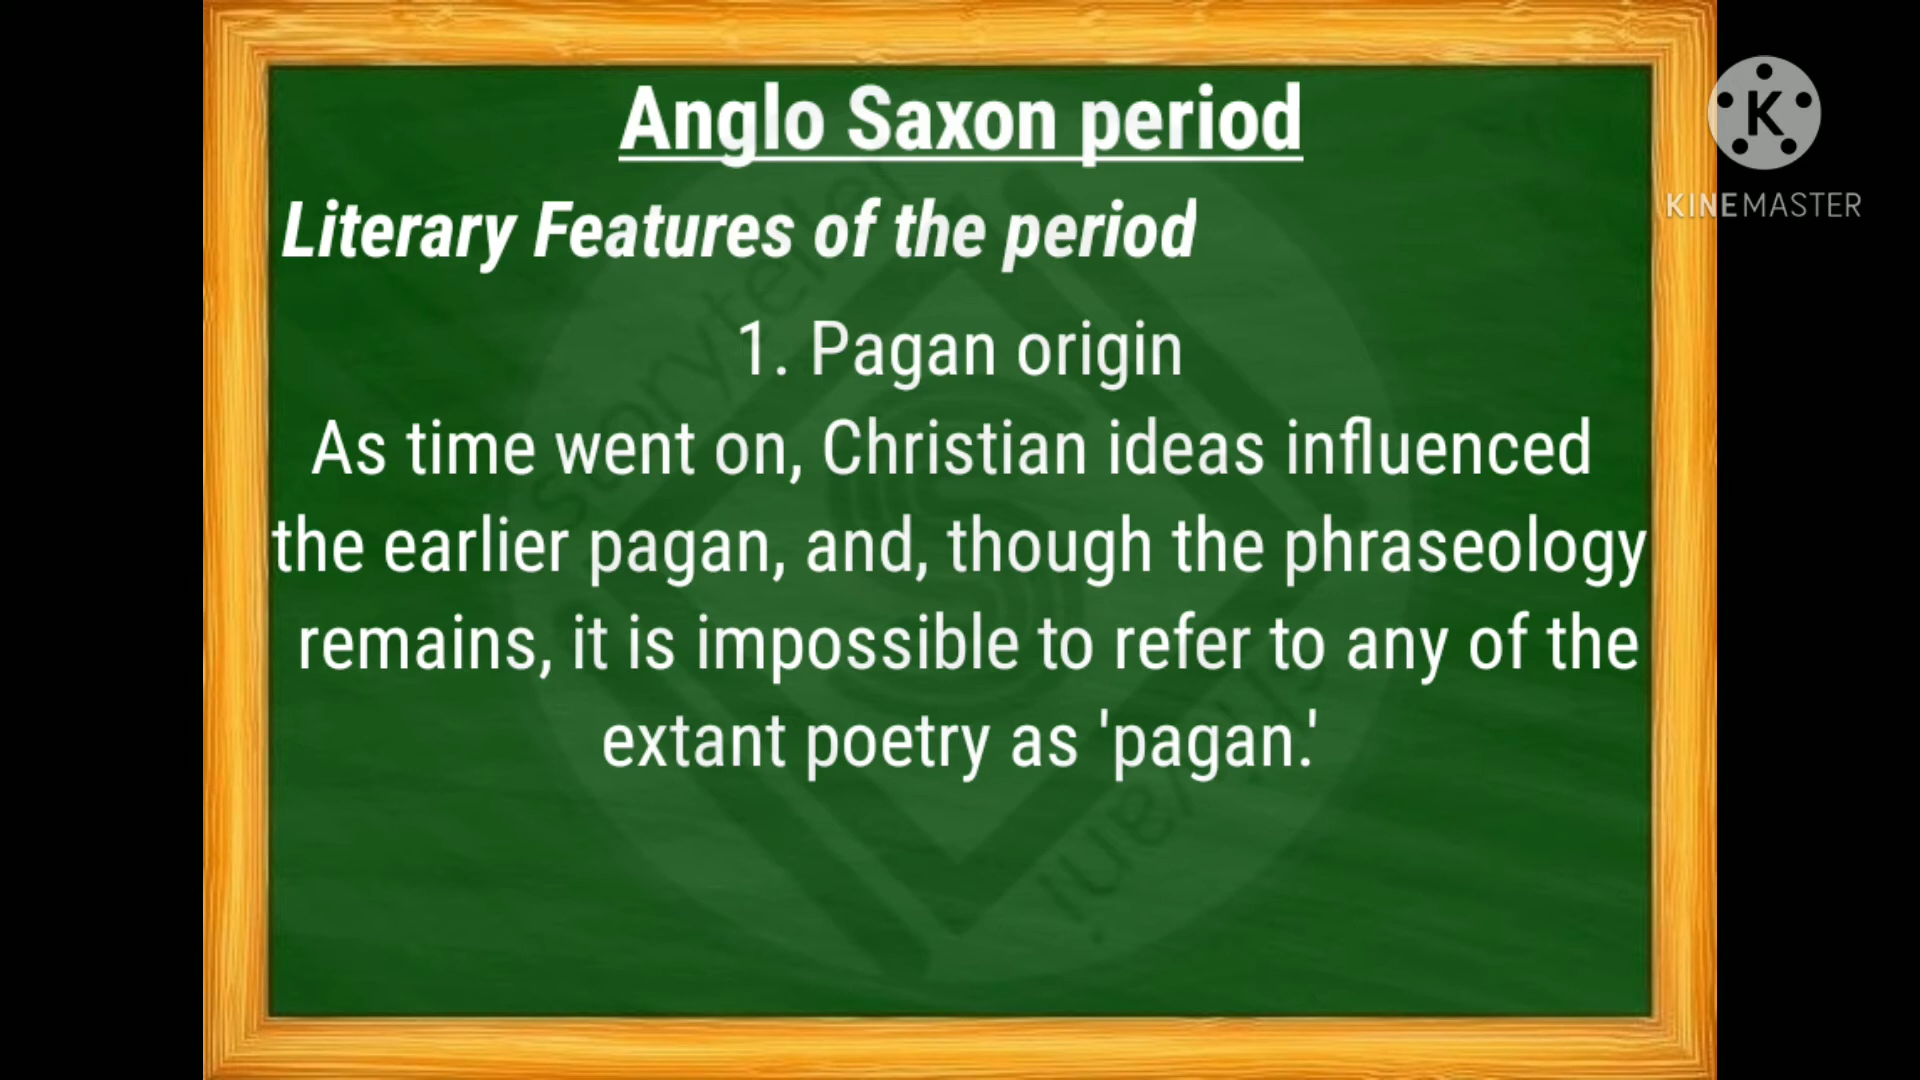 Anglo Saxon period
Literary Features of the period
1. Pagan origin
As time went on, Christian ideas influenced
the earlier pagan, and, though the phraseology
remains, it is impossible to refer to any of the
extant poetry as 'pagan.'
K
KINEMASTER
storyteller